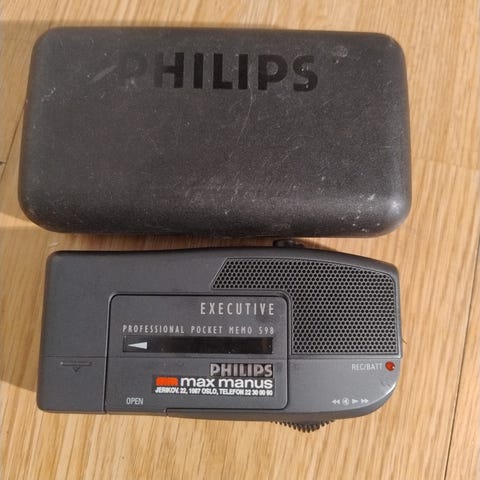 PHILIPS
EXECUTIVE
PROFESSIONAL POCKET MEMO 598
PHILIPS
max manus
JERIKOV. 22, 1067 OSLO, TELEFON 22 30 90 90
REC/BATT
OPEN